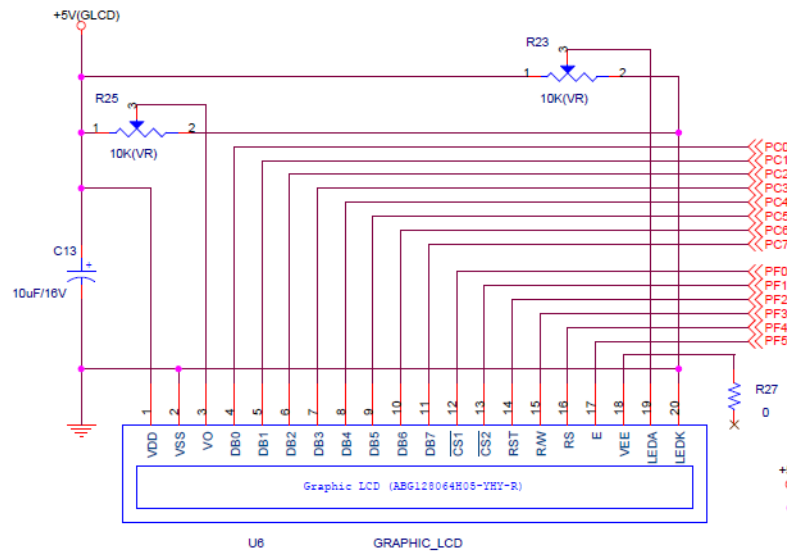 +5V(GLCD)
R23
3
1
2
10K(VR)
R25
3
1
2
10K(VR)
PC0
PC1
PC2
PC3
PC4
PC5
PC6
PC7
C13
+
10uF/16V
PF0
PF1
PF2
PF3
PF4
PF5
R27
0
1 2 3 4 5 6 7 8 9 10 11 12 13 14 15 16 17 18 19 20
VDD VSS VO DB0 DB1 DB2 DB3 DB4 DB5 DB6 DB7 CS1 CS2 RST R/W RS E VEE LEDA LEDK
Graphic LCD (ABG128064H05-YHY-R)
U6 GRAPHIC_LCD